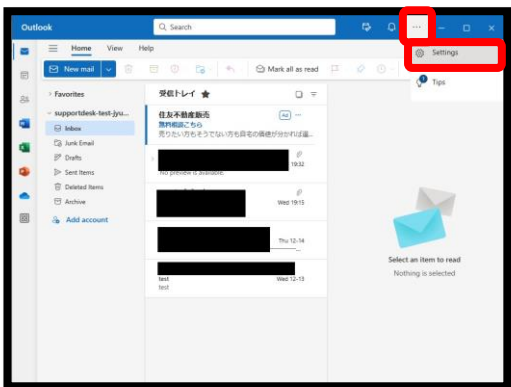 Outlook
Search
Home View Help
Settings
New mail
Mark all as read
Tips
Favorites
受信トレイ ★
supportdesk-test-jyu...
住友不動産販売
Ad
無料相談こちら
売りたい方もそうでない方も自宅の価値が分かれば遥...
Inbox
Junk Email
Drafts
19:32
Sent Items
No preview is available.
Deleted Items
Archive
Wed 19:15
Add account
Thu 12-14
Select an item to read
test
Wed 12-13
Nothing is selected
test